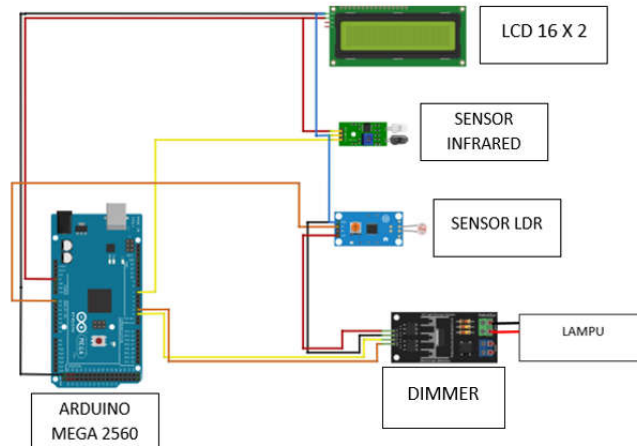 LCD 16 X 2
SENSOR
INFRARED
SENSOR LDR
LAMPU
DIMMER
ARDUINO
MEGA 2560